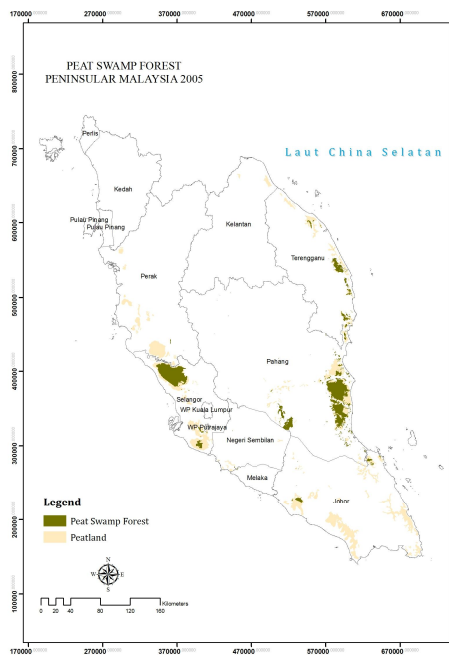 170000 270000 370000 470000 570000 670000
PEAT SWAMP FOREST
PENINSULAR MALAYSIA 2005
800000
700000
600000
500000
400000
300000
200000
100000
Laut China Selatan
Perlis
Kedah
Pulau Pinang
Pulau Pinang
Kelantan
Terengganu
Perak
Pahang
Selangor
WP Kuala Lumpur
WP Putrajaya
Negeri Sembilan
Melaka
Johor
Legend
Peat Swamp Forest
Peatland
N
W E
S
0 20 40 80 120 160
Kilometers
170000 270000 370000 470000 570000 670000